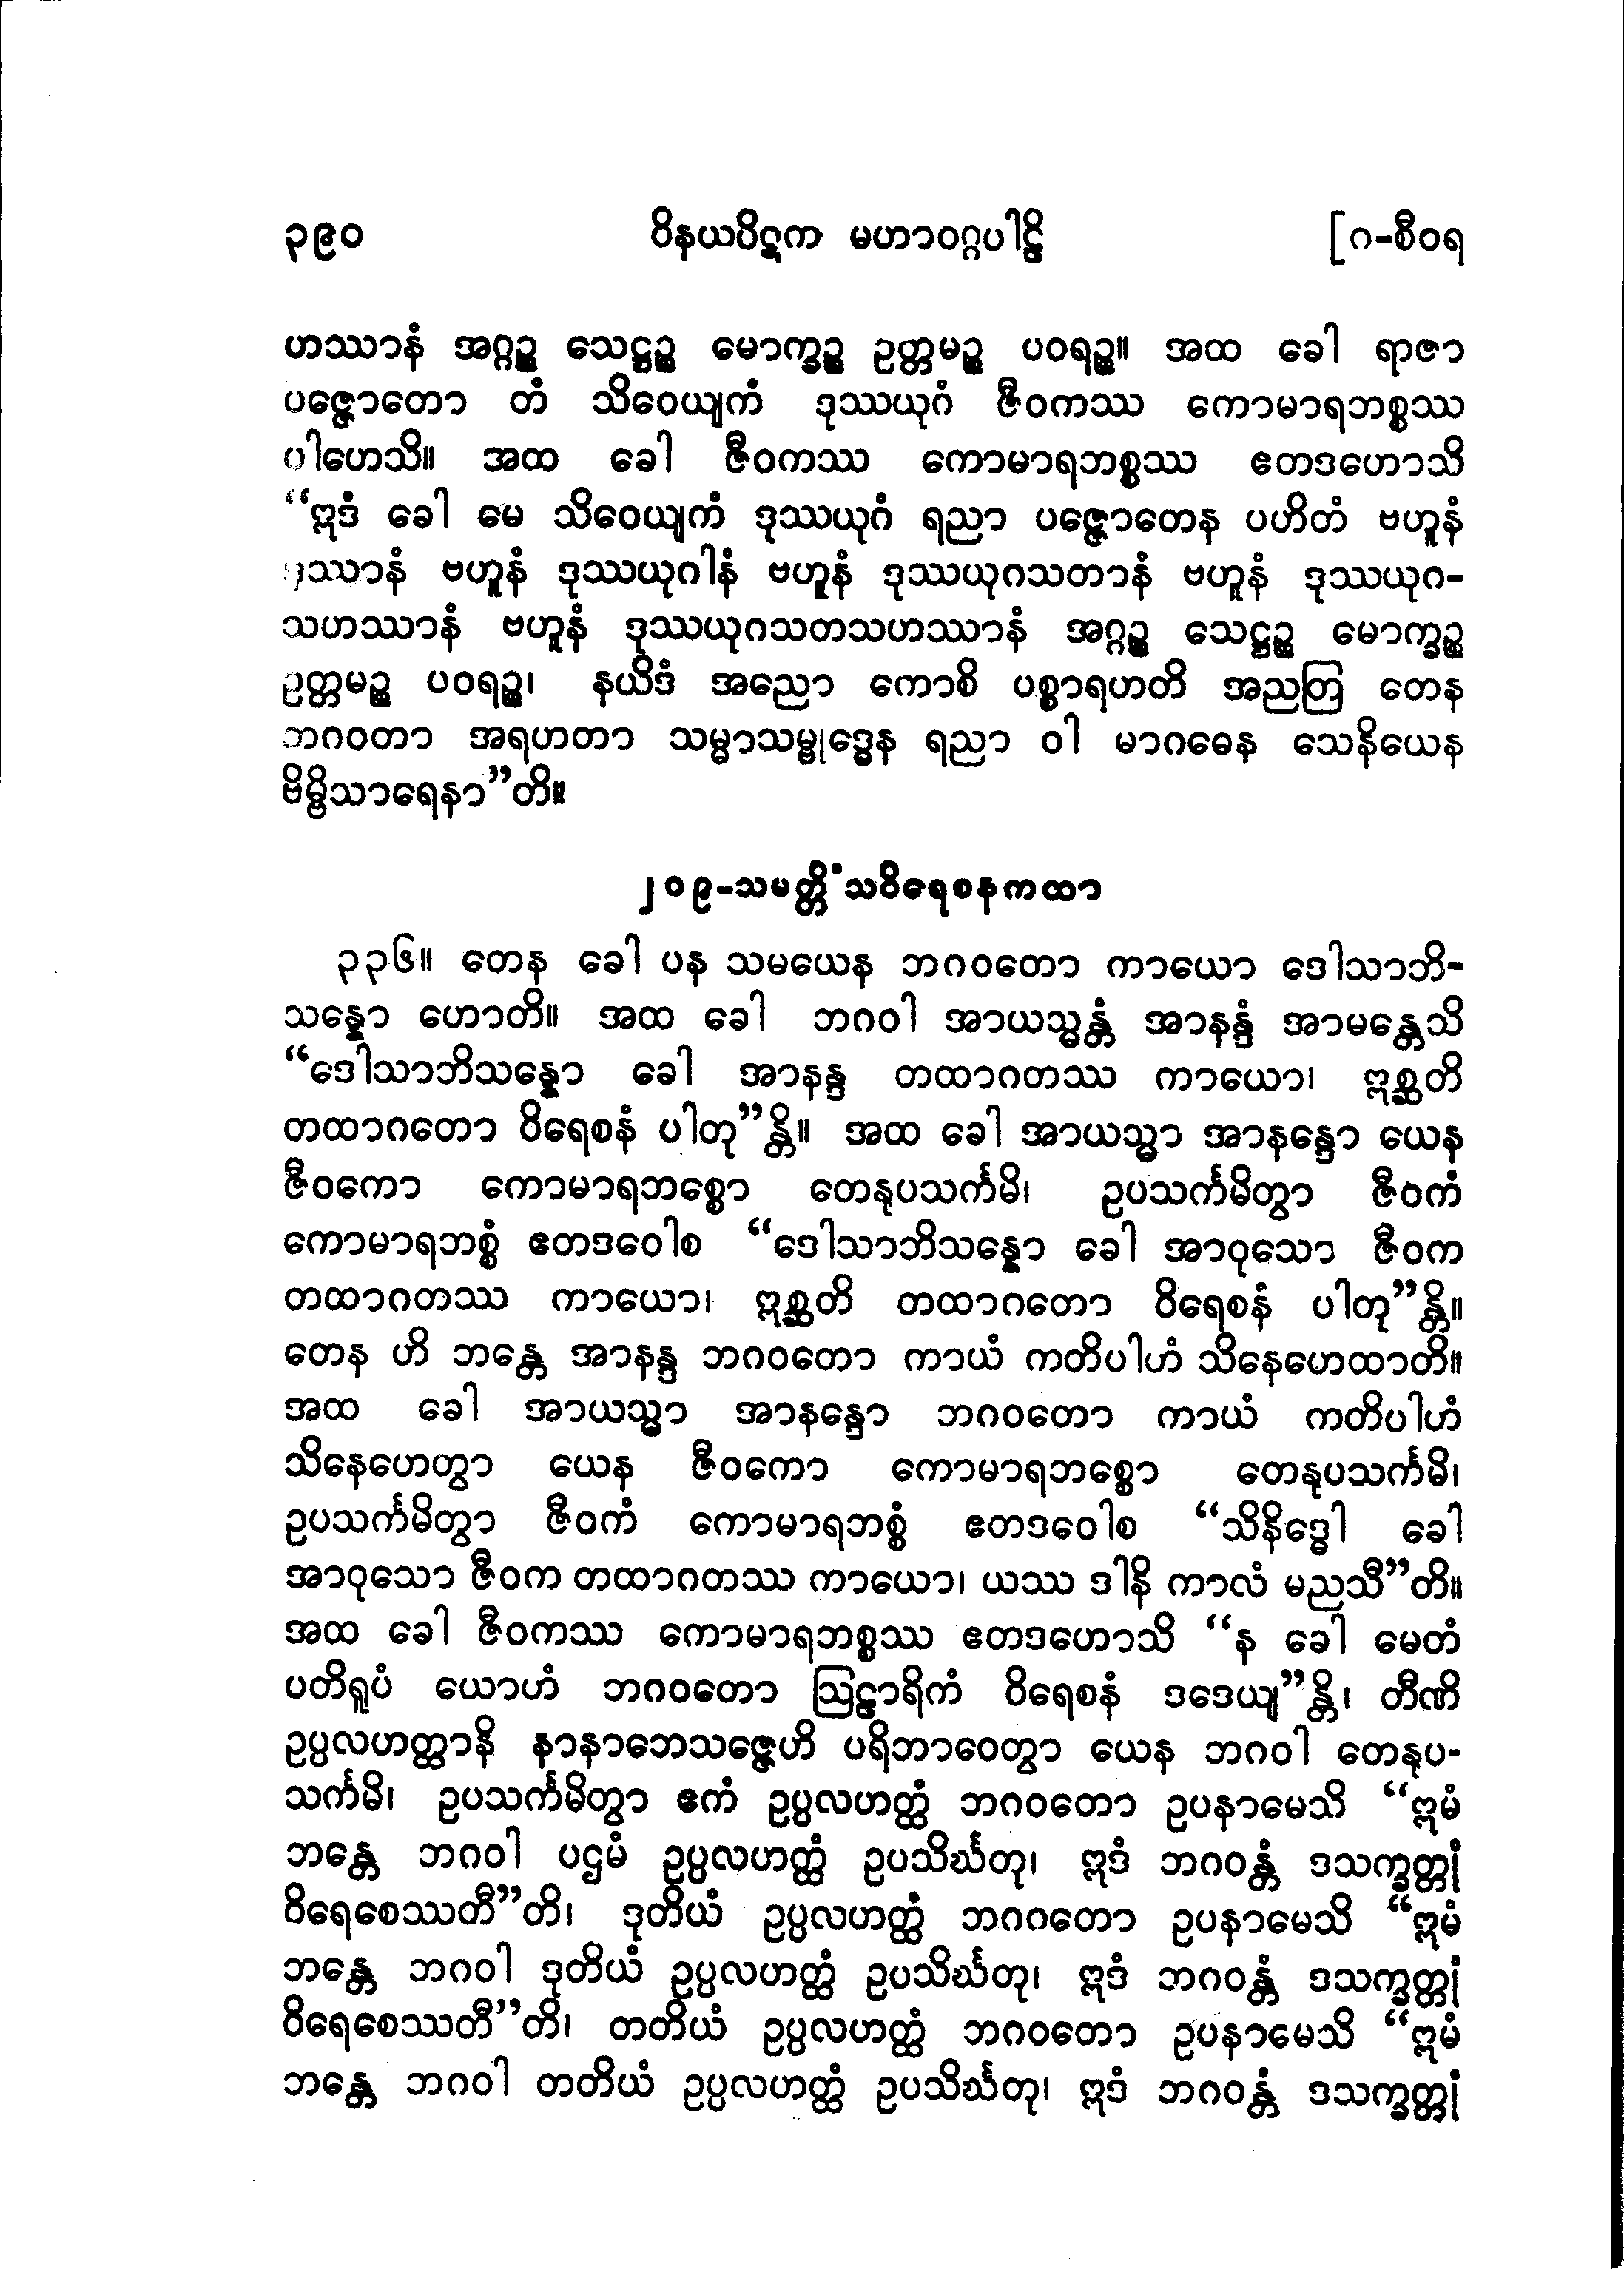 ၃၉၀ ဝိနယပိဋက မဟာဝဂ္ဂပါဠိ [ဂ-စီဝရ
ဟဿာနံ အဂ္ဂဉ္စ သေဋ္ဌဉ္စ မောက္ခဉ္စ ဥတ္တမဉ္စ ပဝရဉ္စ။ အထ ခေါ ရာဇာ
ပဇ္ဇောတော တံ သိဝေယျကံ ဒုဿယုဂံ ဇီဝကဿ ကောမာရဘစ္စဿ
ပါဟေသိ။ အထ ခေါ ဇီဝကဿ ကောမာရဘစ္စဿ ဧတဒဟောသိ
“ဣဒံ ခေါ မေ သိဝေယျကံ ဒုဿယုဂံ ရညာ ပဇ္ဇောတေန ပဟိတံ ဗဟူနံ
ဒုဿာနံ ဗဟူနံ ဒုဿယုဂါနံ ဗဟူနံ ဒုဿယုဂသတာနံ ဗဟူနံ ဒုဿယုဂ-
သဟဿာနံ ဗဟူနံ ဒုဿယုဂသတသဟဿာနံ အဂ္ဂဉ္စ သေဋ္ဌဉ္စ မောက္ခဉ္စ
ဥတ္တမဉ္စ ပဝရဉ္စ၊ နယိဒံ အညော ကောစိ ပစ္စာရဟတိ အညတြ တေန
ဘဂဝတာ အရဟတာ သမ္မာသမ္ဗုဒ္ဓေန ရညာ ဝါ မာဂဓေန သေနိယေန
ဗိမ္ဗိသာရေနာ”တိ။
၂၀၉-သမတ္တိံသဝိရေစနကထာ
၃၃၆။ တေန ခေါ ပန သမယေန ဘဂဝတော ကာယော ဒေါသာဘိ-
သန္နော ဟောတိ။ အထ ခေါ ဘဂဝါ အာယသ္မန္တံ အာနန္ဒံ အာမန္တေသိ
“ဒေါသာဘိသန္နော ခေါ အာနန္ဒ တထာဂတဿ ကာယော၊ ဣစ္ဆတိ
တထာဂတော ဝိရေစနံ ပါတု”န္တိ။ အထ ခေါ အာယသ္မာ အာနန္ဒော ယေန
ဇီဝကော ကောမာရဘစ္စော တေနုပသင်္ကမိ၊ ဥပသင်္ကမိတွာ ဇီဝကံ
ကောမာရဘစ္စံ ဧတဒဝေါစ “ဒေါသာဘိသန္နော ခေါ အာဝုသော ဇီဝက
တထာဂတဿ ကာယော၊ ဣစ္ဆတိ တထာဂတော ဝိရေစနံ ပါတု”န္တိ။
တေန ဟိ ဘန္တေ အာနန္ဒ ဘဂဝတော ကာယံ ကတိပါဟံ သိနေဟေထာတိ။
အထ ခေါ အာယသ္မာ အာနန္ဒော ဘဂဝတော ကာယံ ကတိပါဟံ
သိနေဟေတွာ ယေန ဇီဝကော ကောမာရဘစ္စော တေနုပသင်္ကမိ၊
ဥပသင်္ကမိတွာ ဇီဝကံ ကောမာရဘစ္စံ ဧတဒဝေါစ “သိနိဒ္ဓေါ ခေါ
အာဝုသော ဇီဝက တထာဂတဿ ကာယော၊ ယဿ ဒါနိ ကာလံ မညသီ”တိ။
အထ ခေါ ဇီဝကဿ ကောမာရဘစ္စဿ ဧတဒဟောသိ “န ခေါ မေတံ
ပတိရူပံ ယောဟံ ဘဂဝတော ဩဠာရိကံ ဝိရေစနံ ဒဒေယျ”န္တိ၊ တီဏိ
ဥပ္ပလဟတ္ထာနိ နာနာဘေသဇ္ဇေဟိ ပရိဘာဝေတွာ ယေန ဘဂဝါ တေနုပ-
သင်္ကမိ၊ ဥပသင်္ကမိတွာ ဧကံ ဥပ္ပလဟတ္ထံ ဘဂဝတော ဥပနာမေသိ “ဣမံ
ဘန္တေ ဘဂဝါ ပဌမံ ဥပ္ပလဟတ္ထံ ဥပသိင်္ဃတု၊ ဣဒံ ဘဂဝန္တံ ဒသက္ခတ္တုံ
ဝိရေစေဿတီ”တိ၊ ဒုတိယံ ဥပ္ပလဟတ္ထံ ဘဂဂတော ဥပနာမေသိ “ဣမံ
ဘန္တေ ဘဂဝါ ဒုတိယံ ဥပ္ပလဟတ္ထံ ဥပသိင်္ဃတု၊ ဣဒံ ဘဂဝန္တံ ဒသက္ခတ္တုံ
ဝိရေစေဿတီ”တိ၊ တတိယံ ဥပ္ပလဟတ္ထံ ဘဂဝတော ဥပနာမေသိ “ဣမံ
ဘန္တေ ဘဂဝါ တတိယံ ဥပ္ပလဟတ္ထံ ဥပသိင်္ဃတု၊ ဣဒံ ဘဂဝန္တံ ဒသက္ခတ္တုံ